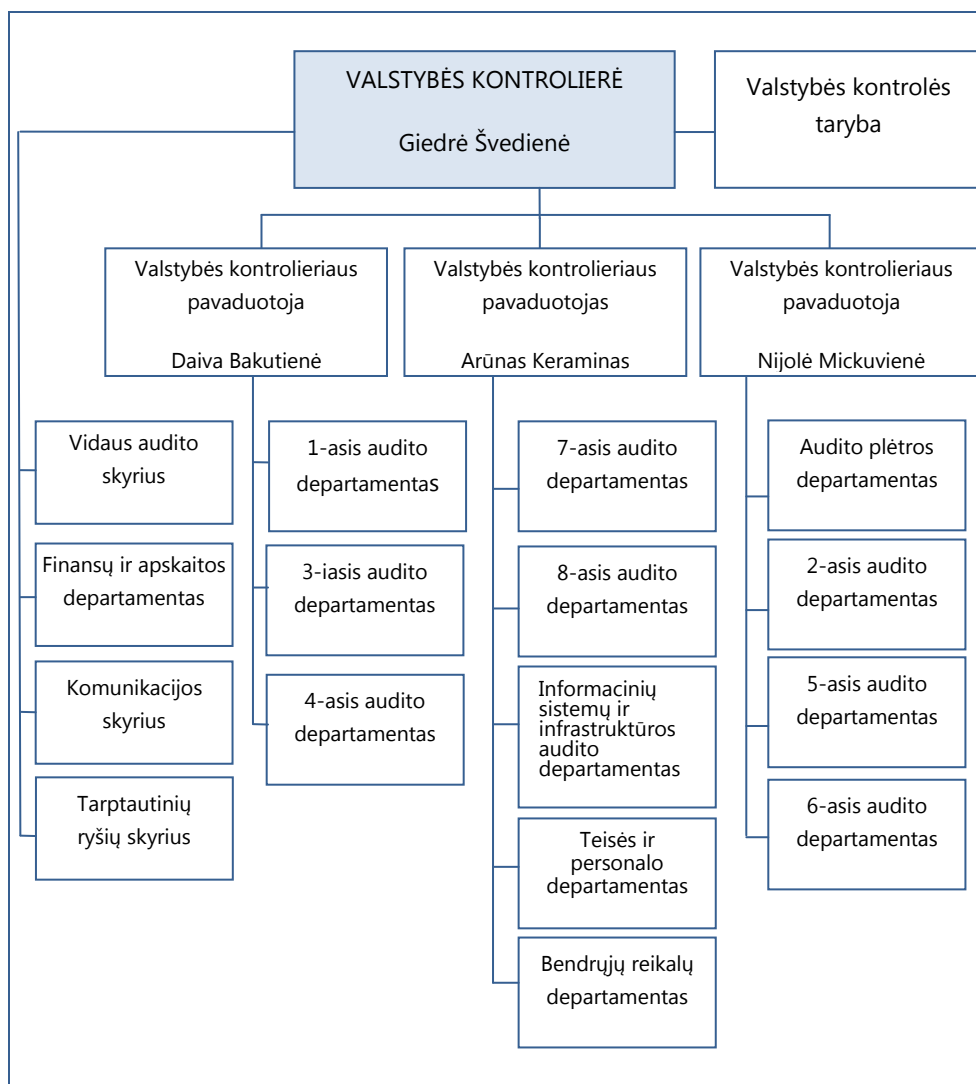 VALSTYBĖS KONTROLIERĖ
Giedrė Švedienė
Valstybės kontrolės
taryba
Valstybės kontrolieriaus
pavaduotoja
Daiva Bakutienė
Valstybės kontrolieriaus
pavaduotojas
Arūnas Keraminas
Valstybės kontrolieriaus
pavaduotoja
Nijolė Mickuvienė
Vidaus audito
skyrius
Finansų ir apskaitos
departamentas
Komunikacijos
skyrius
Tarptautinių
ryšių skyrius
1-asis audito
departamentas
3-iasis audito
departamentas
4-asis audito
departamentas
7-asis audito
departamentas
8-asis audito
departamentas
Informacinių
sistemų ir
infrastruktūros
audito
departamentas
Teisės ir
personalo
departamentas
Bendrųjų reikalų
departamentas
Audito plėtros
departamentas
2-asis audito
departamentas
5-asis audito
departamentas
6-asis audito
departamentas